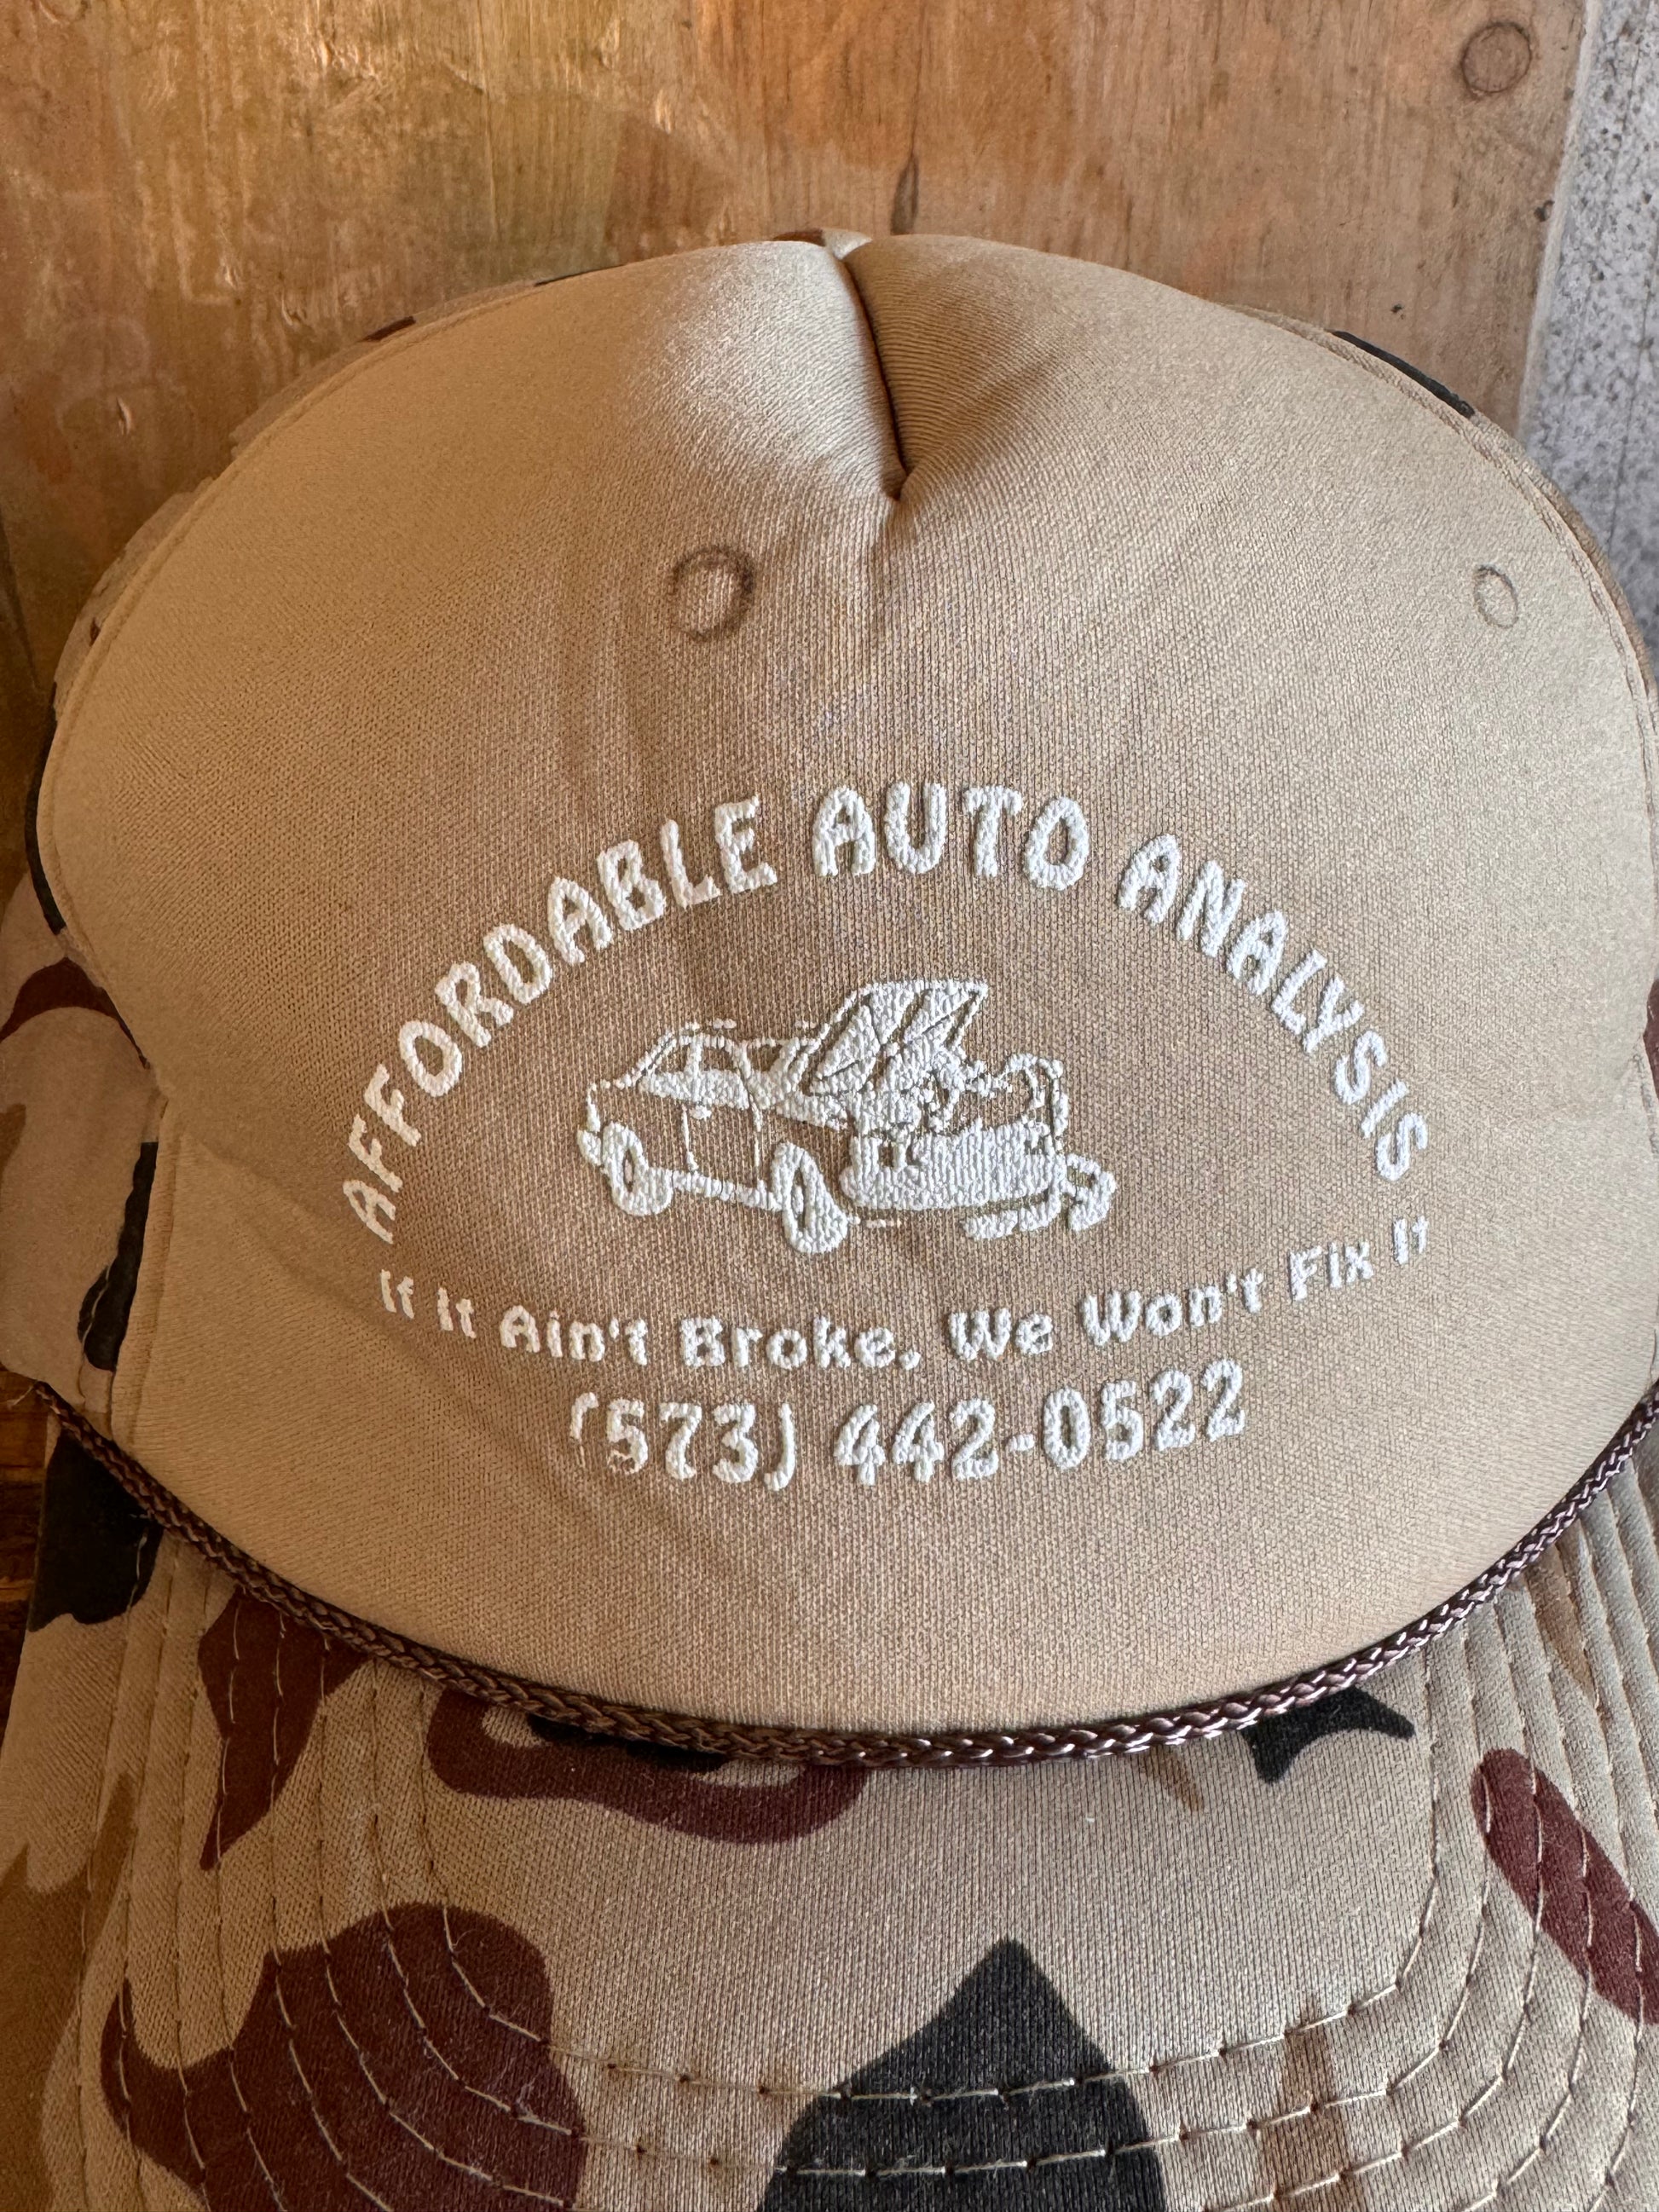 AFFORDABLE AUTO ANALYSIS
If it Ain't Broke, We Won't Fix It
(573) 442-0522